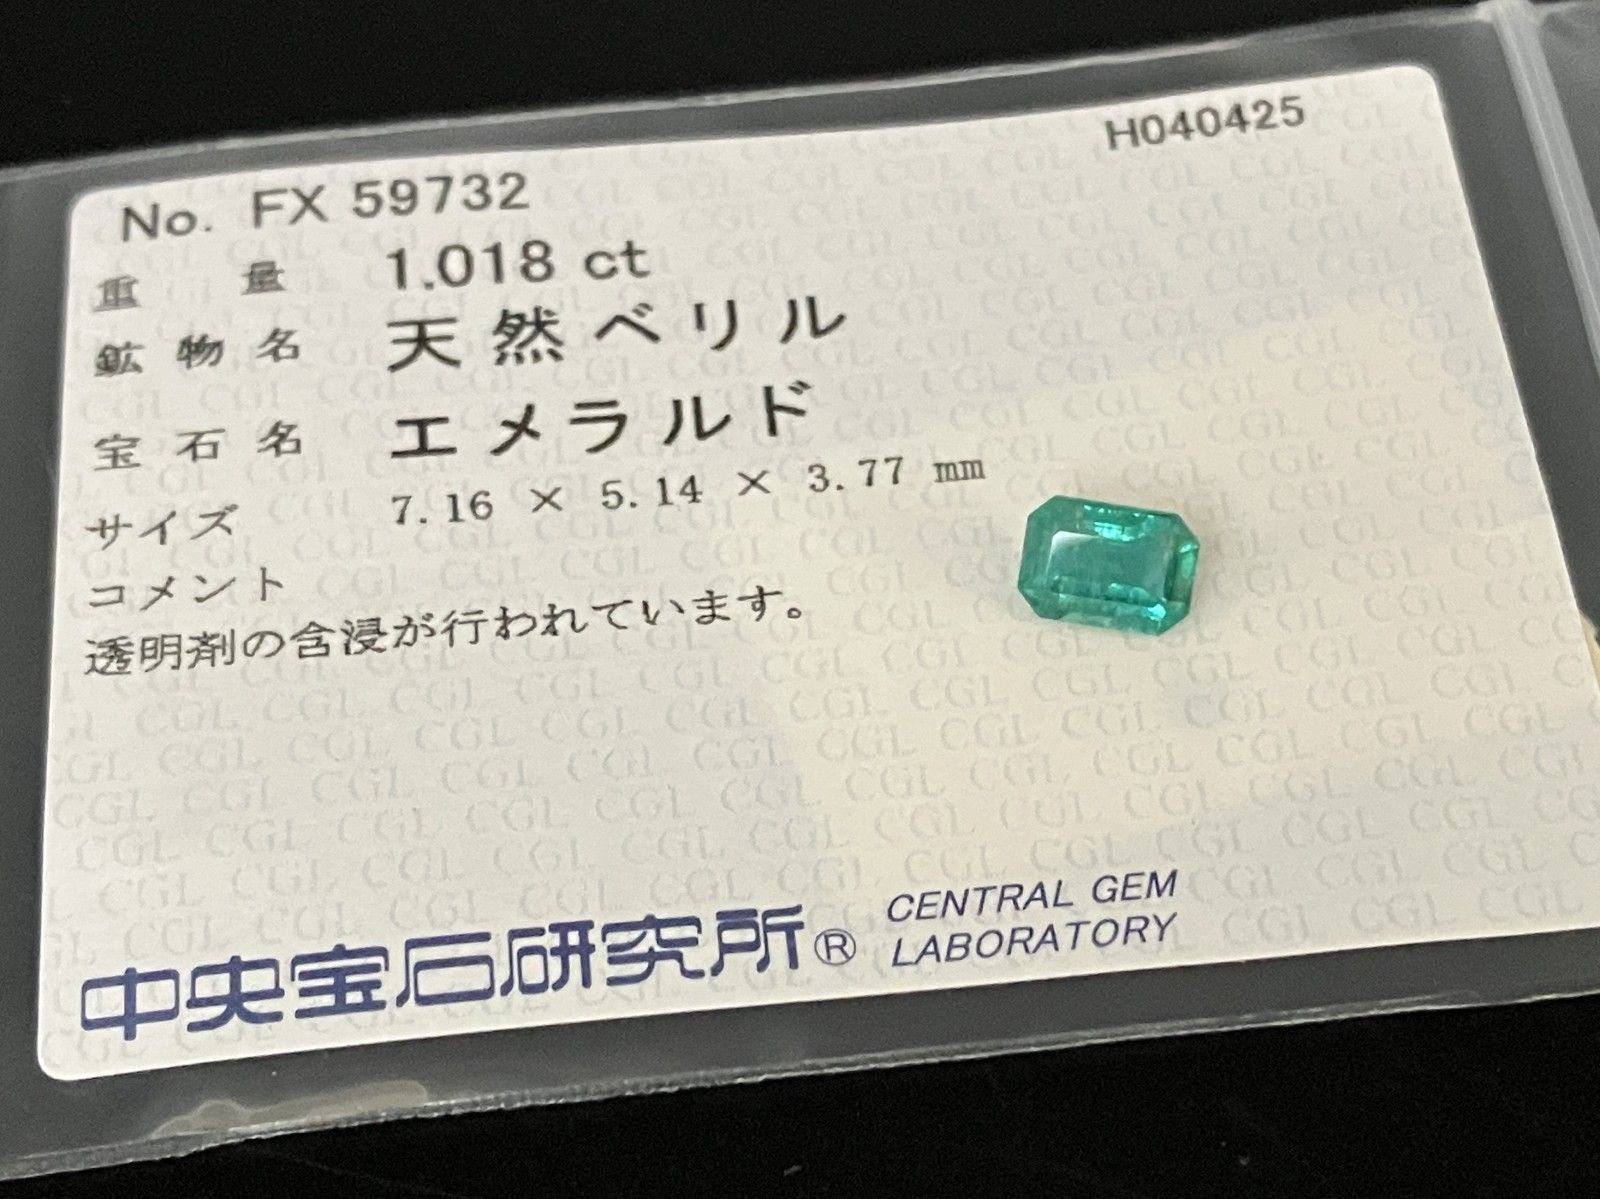 H040425
No. FX 59732
重量 1.018 ct
鉱物名 天然ベリル
宝石名 エメラルド
サイズ 7.16 × 5.14 × 3.77 mm
コメント
透明剤の含浸が行われています。
中央宝石研究所® CENTRAL GEM
LABORATORY